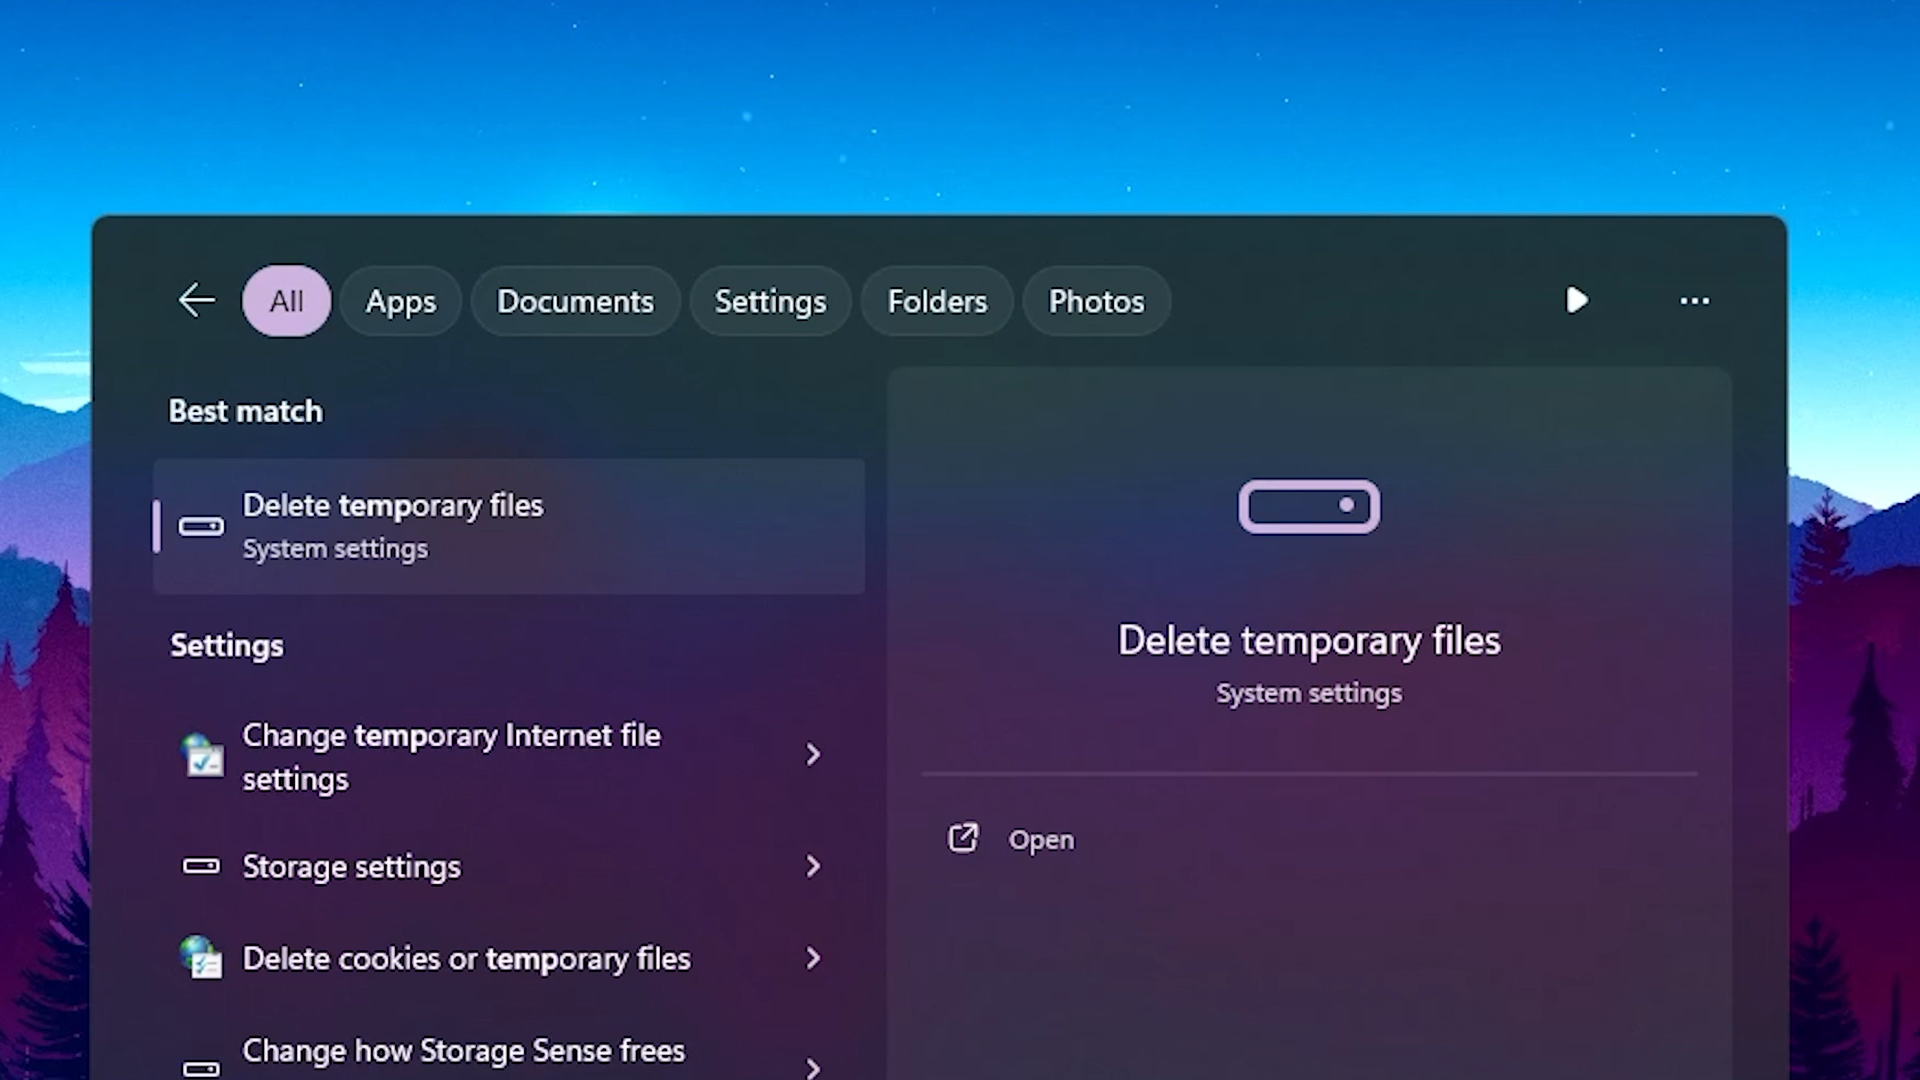 All Apps Documents Settings Folders Photos
Best match
Delete temporary files
System settings
Settings
Change temporary Internet file
settings
Storage settings
Delete cookies or temporary files
Change how Storage Sense frees
Delete temporary files
System settings
Open